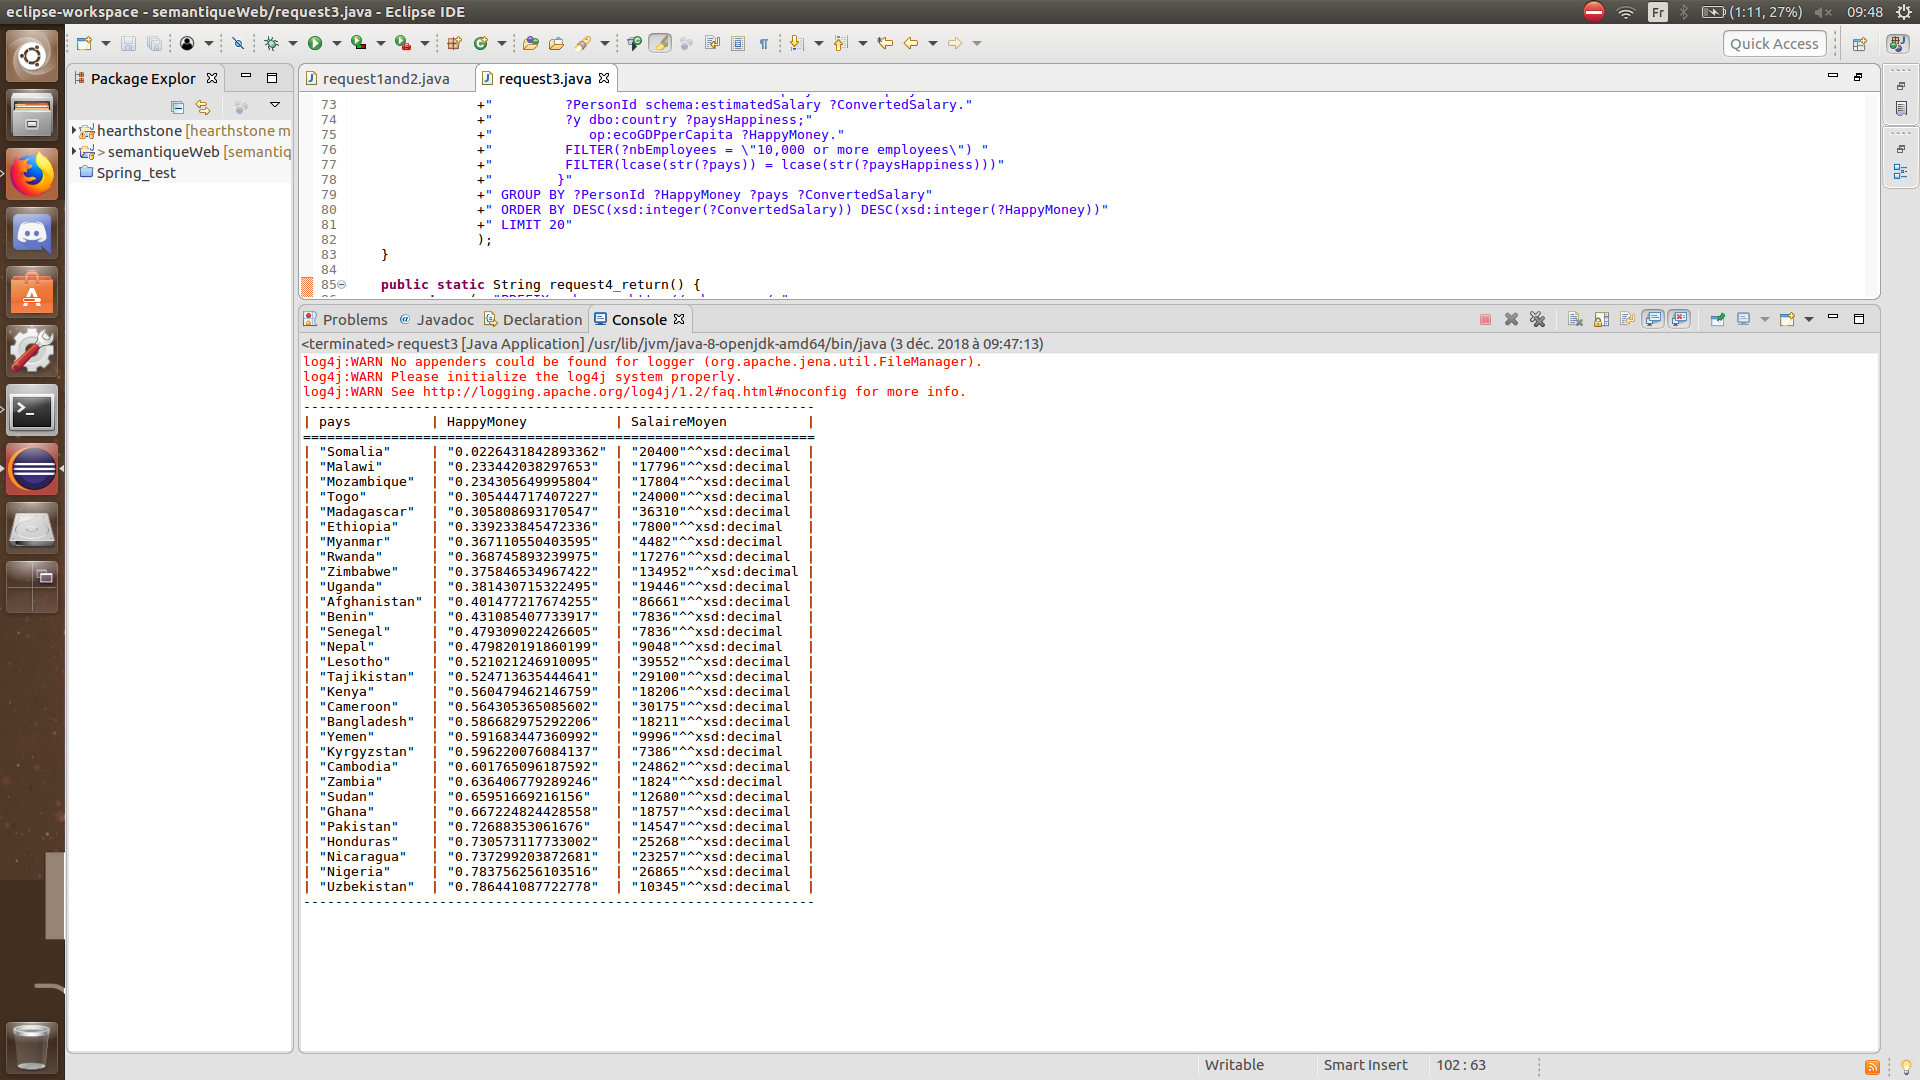 eclipse-workspace - semantiqueWeb/request3.java - Eclipse IDE
Fr
(1:11, 27%)
09:48
Quick Access
Package Explor
hearthstone [hearthstone m
> semantiqueWeb [semantiq
Spring_test
request1and2.java
request3.java
73 +" ?PersonId schema:estimatedSalary ?ConvertedSalary."
74 +" ?y dbo:country ?paysHappiness;"
75 +" op:ecoGDPperCapita ?HappyMoney."
76 +" FILTER(?nbEmployees = \"10,000 or more employees\") "
77 +" FILTER(lcase(str(?pays)) = lcase(str(?paysHappiness)))"
78 +" }"
79 +" GROUP BY ?PersonId ?HappyMoney ?pays ?ConvertedSalary"
80 +" ORDER BY DESC(xsd:integer(?ConvertedSalary)) DESC(xsd:integer(?HappyMoney))"
81 +" LIMIT 20"
82 );
83 }
84
85 public static String request4_return() {
Problems
Javadoc
Declaration
Console
<terminated> request3 [Java Application] /usr/lib/jvm/java-8-openjdk-amd64/bin/java (3 déc. 2018 à 09:47:13)
log4j:WARN No appenders could be found for logger (org.apache.jena.util.FileManager).
log4j:WARN Please initialize the log4j system properly.
log4j:WARN See http://logging.apache.org/log4j/1.2/faq.html#noconfig for more info.
----------------------------------------------------------------
| pays | HappyMoney | SalaireMoyen |
================================================================
| "Somalia" | "0.0226431842893362" | "20400"^^xsd:decimal |
| "Malawi" | "0.233442038297653" | "17796"^^xsd:decimal |
| "Mozambique" | "0.234305649995804" | "17804"^^xsd:decimal |
| "Togo" | "0.305444717407227" | "24000"^^xsd:decimal |
| "Madagascar" | "0.305808693170547" | "36310"^^xsd:decimal |
| "Ethiopia" | "0.339233845472336" | "7800"^^xsd:decimal |
| "Myanmar" | "0.367110550403595" | "4482"^^xsd:decimal |
| "Rwanda" | "0.368745893239975" | "17276"^^xsd:decimal |
| "Zimbabwe" | "0.375846534967422" | "134952"^^xsd:decimal |
| "Uganda" | "0.381430715322495" | "19446"^^xsd:decimal |
| "Afghanistan" | "0.401477217674255" | "86661"^^xsd:decimal |
| "Benin" | "0.431085407733917" | "7836"^^xsd:decimal |
| "Senegal" | "0.479309022426605" | "7836"^^xsd:decimal |
| "Nepal" | "0.479820191860199" | "9048"^^xsd:decimal |
| "Lesotho" | "0.521021246910095" | "39552"^^xsd:decimal |
| "Tajikistan" | "0.524713635444641" | "29100"^^xsd:decimal |
| "Kenya" | "0.560479462146759" | "18206"^^xsd:decimal |
| "Cameroon" | "0.564305365085602" | "30175"^^xsd:decimal |
| "Bangladesh" | "0.586682975292206" | "18211"^^xsd:decimal |
| "Yemen" | "0.591683447360992" | "9996"^^xsd:decimal |
| "Kyrgyzstan" | "0.596220076084137" | "7386"^^xsd:decimal |
| "Cambodia" | "0.601765096187592" | "24862"^^xsd:decimal |
| "Zambia" | "0.636406779289246" | "1824"^^xsd:decimal |
| "Sudan" | "0.65951669216156" | "12680"^^xsd:decimal |
| "Ghana" | "0.667224824428558" | "18757"^^xsd:decimal |
| "Pakistan" | "0.72688353061676" | "14547"^^xsd:decimal |
| "Honduras" | "0.730573117733002" | "25268"^^xsd:decimal |
| "Nicaragua" | "0.737299203872681" | "23257"^^xsd:decimal |
| "Nigeria" | "0.783756256103516" | "26865"^^xsd:decimal |
| "Uzbekistan" | "0.786441087722778" | "10345"^^xsd:decimal |
----------------------------------------------------------------
Writable
Smart Insert
102 : 63